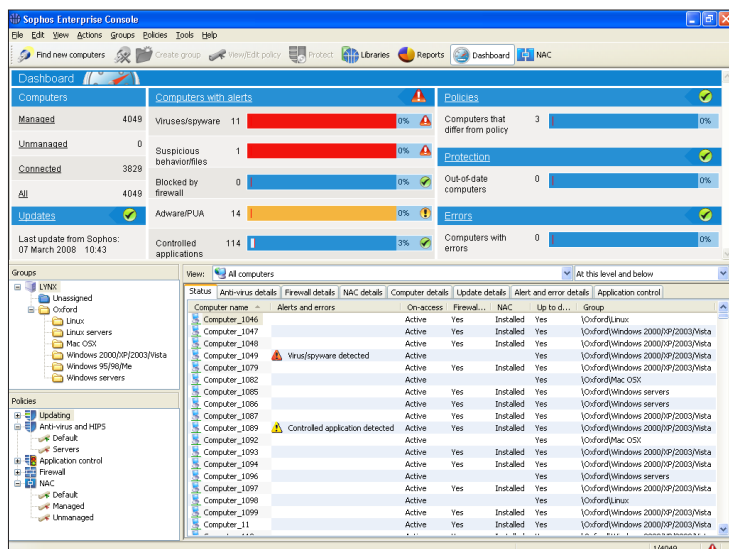 Sophos Enterprise Console
File Edit View Actions Groups Policies Tools Help
Find new computers Create group View/Edit policy Protect Libraries Reports Dashboard NAC
Dashboard
Computers
Managed 4049
Unmanaged 0
Connected 3829
All 4049
Updates
Last update from Sophos:
07 March 2008 10:43
Computers with alerts
Viruses/spyware 11 0%
Suspicious 1 0%
behavior/files
Blocked by 0 0%
firewall
Adware/PUA 14 0%
Controlled 114 3%
applications
Policies
Computers that 3 0%
differ from policy
Protection
Out-of-date 0 0%
computers
Errors
Computers with 0 0%
errors
Groups
LYNX
Unassigned
Oxford
Linux
Linux servers
Mac OSX
Windows 2000/XP/2003/Vista
Windows 95/98/Me
Windows servers
Policies
Updating
Anti-virus and HIPS
Default
Servers
Application control
Firewall
NAC
Default
Managed
Unmanaged
View: All computers At this level and below
Status Anti-virus details Firewall details NAC details Computer details Update details Alert and error details Application control
Computer name Alerts and errors On-access Firewal... NAC Up to d... Group
Computer_1046 Active Yes Installed Yes \Oxford\Linux
Computer_1047 Active Yes Installed Yes \Oxford\Windows 2000/XP/2003/Vista
Computer_1048 Active Yes Installed Yes \Oxford\Windows 2000/XP/2003/Vista
Computer_1049 Virus/spyware detected Active Yes \Oxford\Windows 2000/XP/2003/Vista
Computer_1079 Active Yes Installed Yes \Oxford\Windows 2000/XP/2003/Vista
Computer_1082 Active Yes \Oxford\Mac OSX
Computer_1085 Active Yes Installed Yes \Oxford\Windows servers
Computer_1086 Active Yes Installed Yes \Oxford\Windows servers
Computer_1087 Active Yes Installed Yes \Oxford\Windows 2000/XP/2003/Vista
Computer_1089 Controlled application detected Active Yes Installed Yes \Oxford\Windows 2000/XP/2003/Vista
Computer_1092 Active Yes \Oxford\Mac OSX
Computer_1093 Active Yes Installed Yes \Oxford\Windows 2000/XP/2003/Vista
Computer_1094 Active Yes Installed Yes \Oxford\Windows 2000/XP/2003/Vista
Computer_1096 Active Yes \Oxford\Windows servers
Computer_1097 Active Yes Installed Yes \Oxford\Windows 2000/XP/2003/Vista
Computer_1098 Active Yes \Oxford\Linux
Computer_1099 Active Yes Installed Yes \Oxford\Windows 2000/XP/2003/Vista
Computer_11 Active Yes Installed Yes \Oxford\Windows 2000/XP/2003/Vista
1/4049